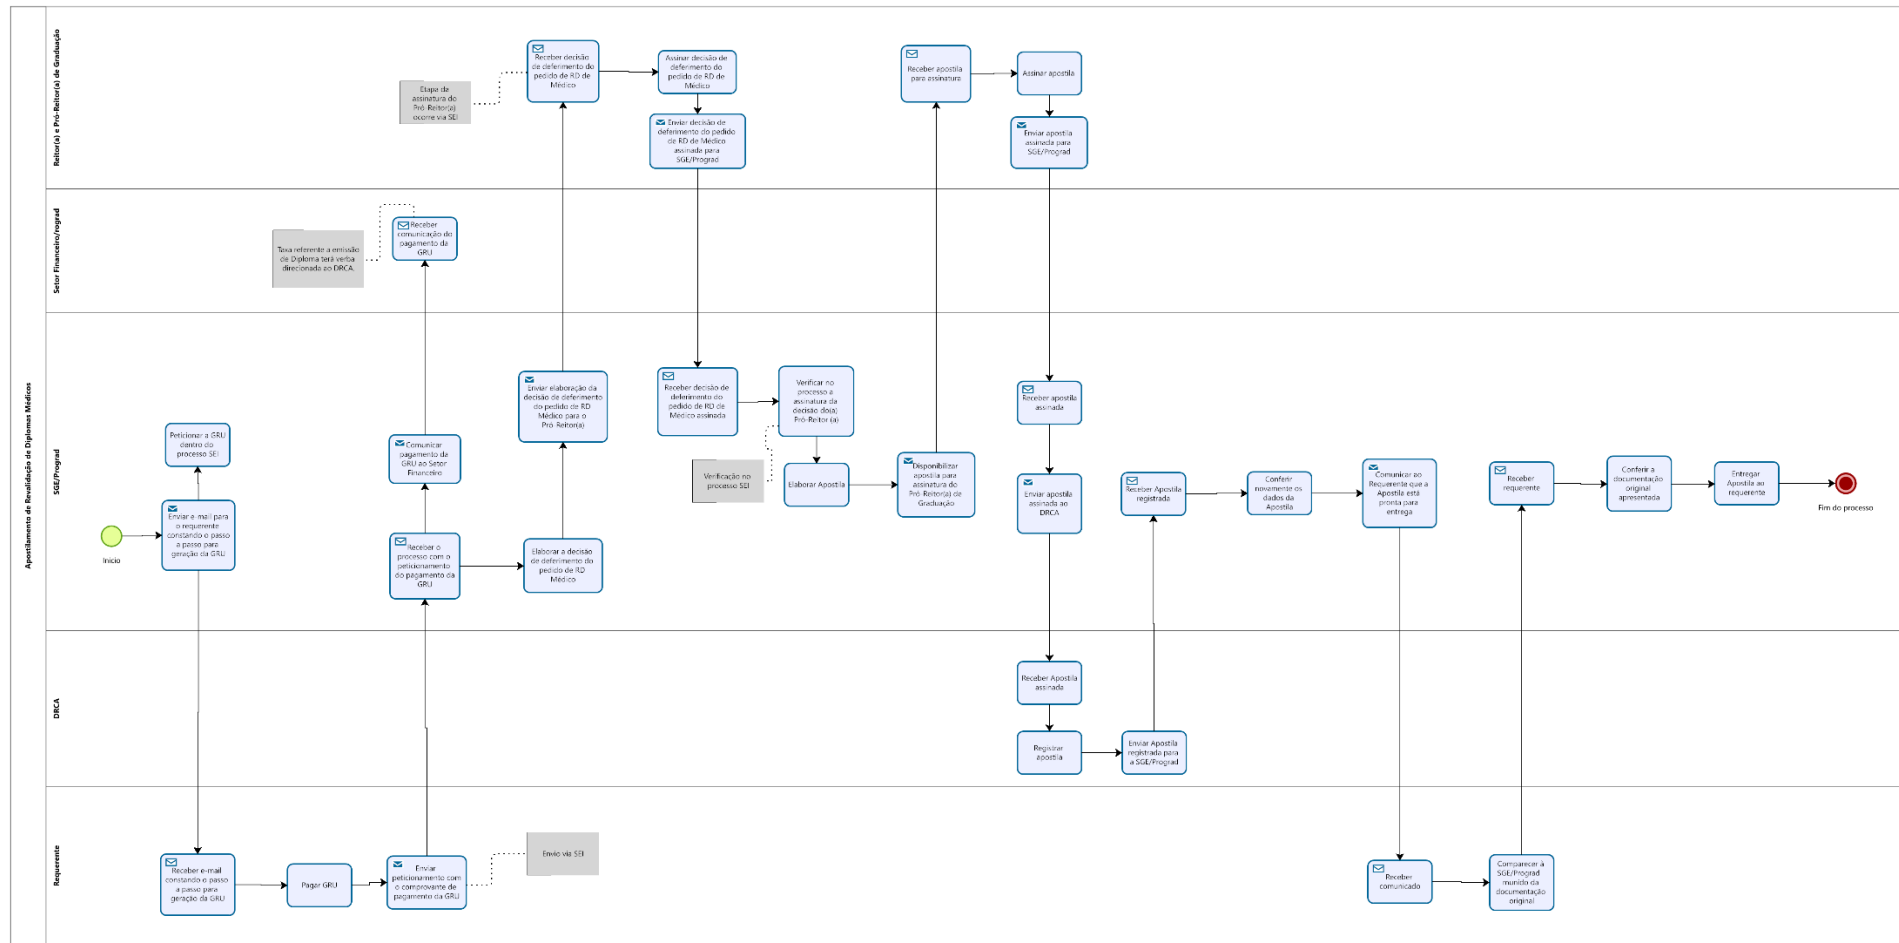 Apostilamento de Revalidação de Diplomas Médicos
Reitor(a) e Pró-Reitor(a) de Graduação
Etapa da
assinatura do
Pró-Reitor(a)
ocorre via SEI
Receber decisão
de deferimento do
pedido de RD de
Médico
Assinar decisão de
deferimento do
pedido de RD de
Médico
Enviar decisão de
deferimento do pedido
de RD de Médico
assinada para
SGE/Prograd
Receber apostila
para assinatura
Assinar apostila
Enviar apostila
assinada para
SGE/Prograd
Setor Financeiro/rograd
Taxa referente a emissão
de Diploma terá verba
direcionada ao DRCA.
Receber
comunicação do
pagamento da
GRU
SGE/Prograd
Inicio
Peticionar a GRU
dentro do
processo SEI
Enviar e-mail para
o requerente
constando o passo
a passo para
geração da GRU
Comunicar
pagamento da
GRU ao Setor
Financeiro
Receber o
processo com o
peticionamento
do pagamento da
GRU
Elaborar a decisão
de deferimento do
pedido de RD
Médico
Enviar elaboração da
decisão de deferimento
do pedido de RD
Médico para o
Pró-Reitor(a)
Receber decisão de
deferimento do
pedido de RD de
Médico assinada
Verificar no
processo a
assinatura da
decisão do(a)
Pró-Reitor (a)
Verificação no
processo SEI
Elaborar Apostila
Disponibilizar
apostila para
assinatura do
Pró-Reitor(a) de
Graduação
Receber apostila
assinada
Enviar apostila
assinada ao
DRCA
Receber Apostila
registrada
Conferir
novamente os
dados da
Apostila
Comunicar ao
Requerente que a
Apostila está
pronta para
entrega
Receber
requerente
Conferir a
documentação
original
apresentada
Entregar
Apostila ao
requerente
Fim do processo
DRCA
Receber Apostila
assinada
Registrar
apostila
Enviar Apostila
registrada para
a SGE/Prograd
Requerente
Receber e-mail
constando o passo
a passo para
geração da GRU
Pagar GRU
Enviar
peticionamento com
o comprovante de
pagamento da GRU
Envio via SEI
Receber
comunicado
Comparecer à
SGE/Prograd
munido da
documentação
original